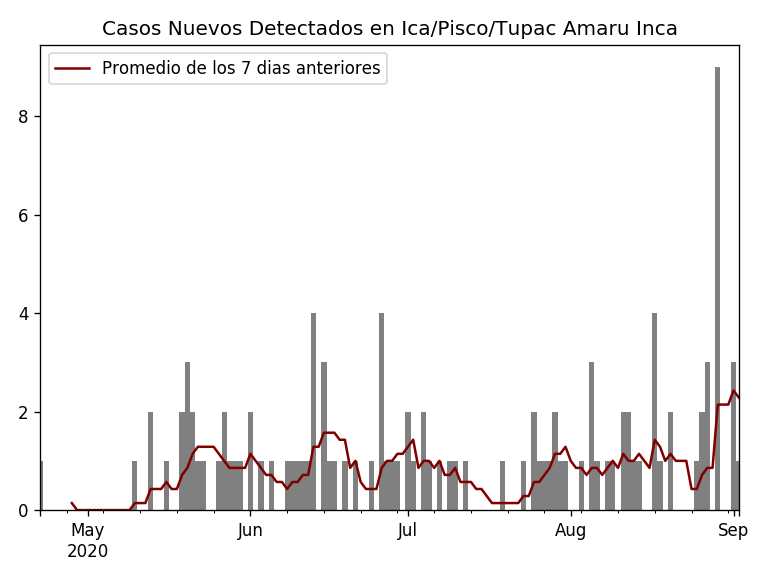 Casos Nuevos Detectados en Ica/Pisco/Tupac Amaru Inca
Promedio de los 7 dias anteriores
8
6
4
2
0
May Jun Jul Aug Sep
2020